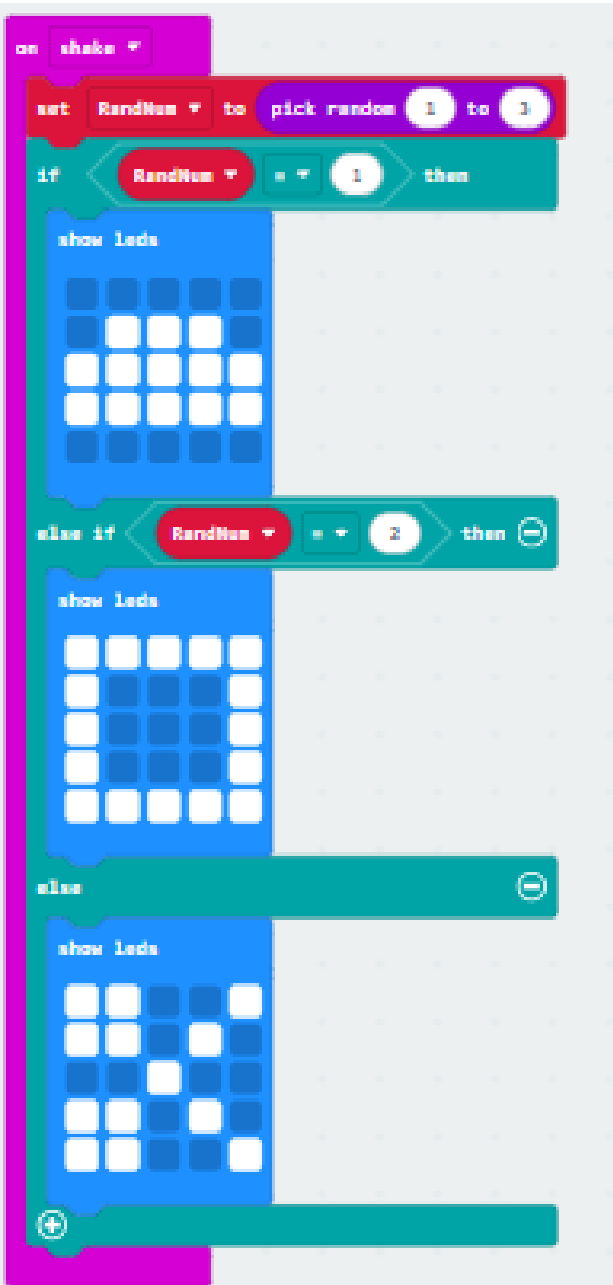 on shake
set RandNum to pick random 1 to 3
if RandNum = 1 then
show leds
else if RandNum = 2 then
show leds
else
show leds